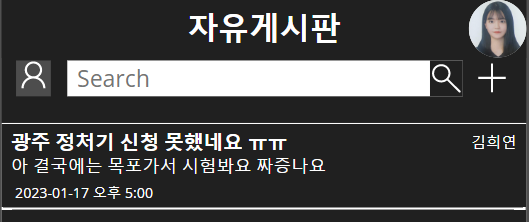 자유게시판
Search
광주 정처기 신청 못했네요 ㅠㅠ
김희연
아 결국에는 목포가서 시험봐요 짜증나요
2023-01-17 오후 5:00